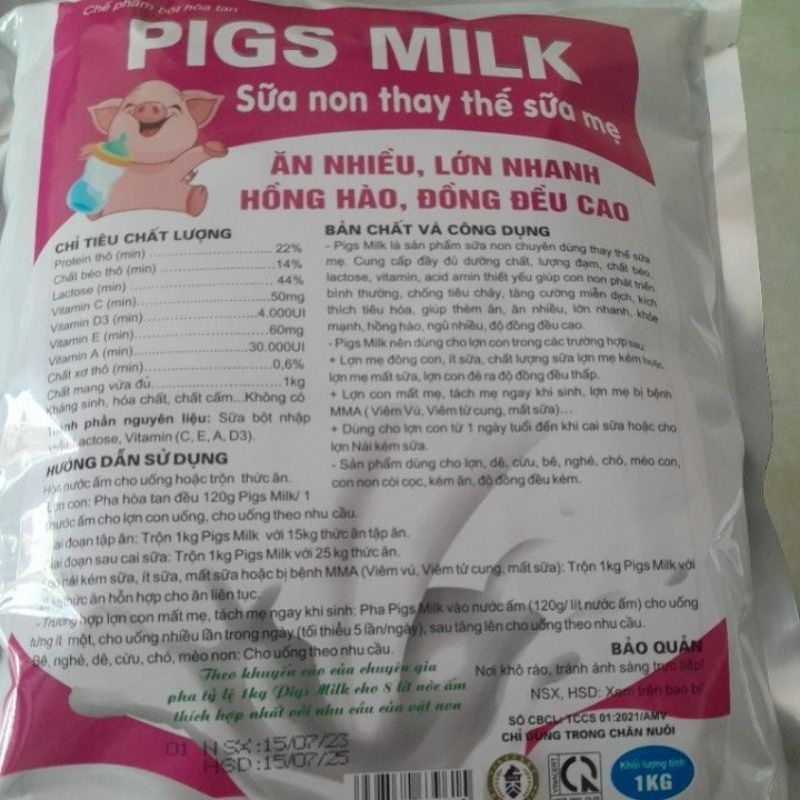 Chế phẩm bột hòa tan
PIGS MILK
Sữa non thay thế sữa mẹ
ĂN NHIỀU, LỚN NHANH
HỒNG HÀO, ĐỒNG ĐỀU CAO
CHỈ TIÊU CHẤT LƯỢNG
Protein thô (min) 22%
Chất béo thô (min) 14%
Lactose (min) 44%
Vitamin C (min) 50mg
Vitamin D3 (min) 4.000UI
Vitamin E (min) 60mg
Vitamin A (min) 30.000UI
Chất xơ thô (min) 0,6%
Chất mang vừa đủ 1kg
Kháng sinh, hóa chất, chất cấm...Không có
phần nguyên liệu: Sữa bột nhập
Lactose, Vitamin (C, E, A, D3).
BẢN CHẤT VÀ CÔNG DỤNG
- Pigs Milk là sản phẩm sữa non chuyên dùng thay thế sữa
mẹ. Cung cấp đầy đủ dưỡng chất, lượng đạm, chất béo,
lactose, vitamin, acid amin thiết yếu giúp con non phát triển
bình thường, chống tiêu chảy, tăng cường miễn dịch, kích
thích tiêu hóa, giúp thèm ăn, ăn nhiều, lớn nhanh, khỏe
mạnh, hồng hào, ngủ nhiều, độ đồng đều cao.
- Pigs Milk nên dùng cho lợn con trong các trường hợp sau:
+ Lợn mẹ đông con, ít sữa, chất lượng sữa lợn mẹ kém hoặc
lợn mẹ mất sữa, lợn con đẻ ra độ đồng đều thấp.
+ Lợn con mất mẹ, tách mẹ ngay khi sinh, lợn mẹ bị bệnh
MMA ( Viêm Vú, Viêm tử cung, mất sữa)...
+ Dùng cho lợn con từ 1 ngày tuổi đến khi cai sữa hoặc cho
lợn Nái kém sữa.
- Sản phẩm dùng cho lợn, dê, cừu, bê, nghé, chó, mèo con,
con non còi cọc, kém ăn, độ đồng đều kém.
HƯỚNG DẪN SỬ DỤNG
nước ấm cho uống hoặc trộn thức ăn.
con: Pha hòa tan đều 120g Pigs Milk/ 1
nước ấm cho lợn con uống, cho uống theo nhu cầu.
đoạn tập ăn: Trộn 1kg Pigs Milk với 15kg thức ăn tập ăn.
đoạn sau cai sữa: Trộn 1kg Pigs Milk với 25 kg thức ăn.
nái kém sữa, ít sữa, mất sữa hoặc bị bệnh MMA (Viêm vú, Viêm tử cung, mất sữa): Trộn 1kg Pigs Milk với
thức ăn hỗn hợp cho ăn liên tục.
- Trường hợp lợn con mất mẹ, tách mẹ ngay khi sinh: Pha Pigs Milk vào nước ấm (120g/ lít nước ấm) cho uống
từng ít một, cho uống nhiều lần trong ngày (tối thiểu 5 lần/ngày), sau tăng lên cho uống theo nhu cầu.
Bê, nghé, dê, cừu, chó, mèo non: Cho uống theo nhu cầu.
Theo khuyến cáo của chuyên gia
pha tỷ lệ 1kg Pigs Milk cho 8 lít nước ấm
thích hợp nhất với nhu cầu của vật non
BẢO QUẢN
Nơi khô ráo, tránh ánh sáng trực tiếp!
NSX, HSD: Xem trên bao bì!
SỐ CBCL: TCCS 01:2021/AMV
CHỈ DÙNG TRONG CHĂN NUÔI
01 NSX:15/07/23
HSD:15/07/25
Khối lượng tịnh
1KG